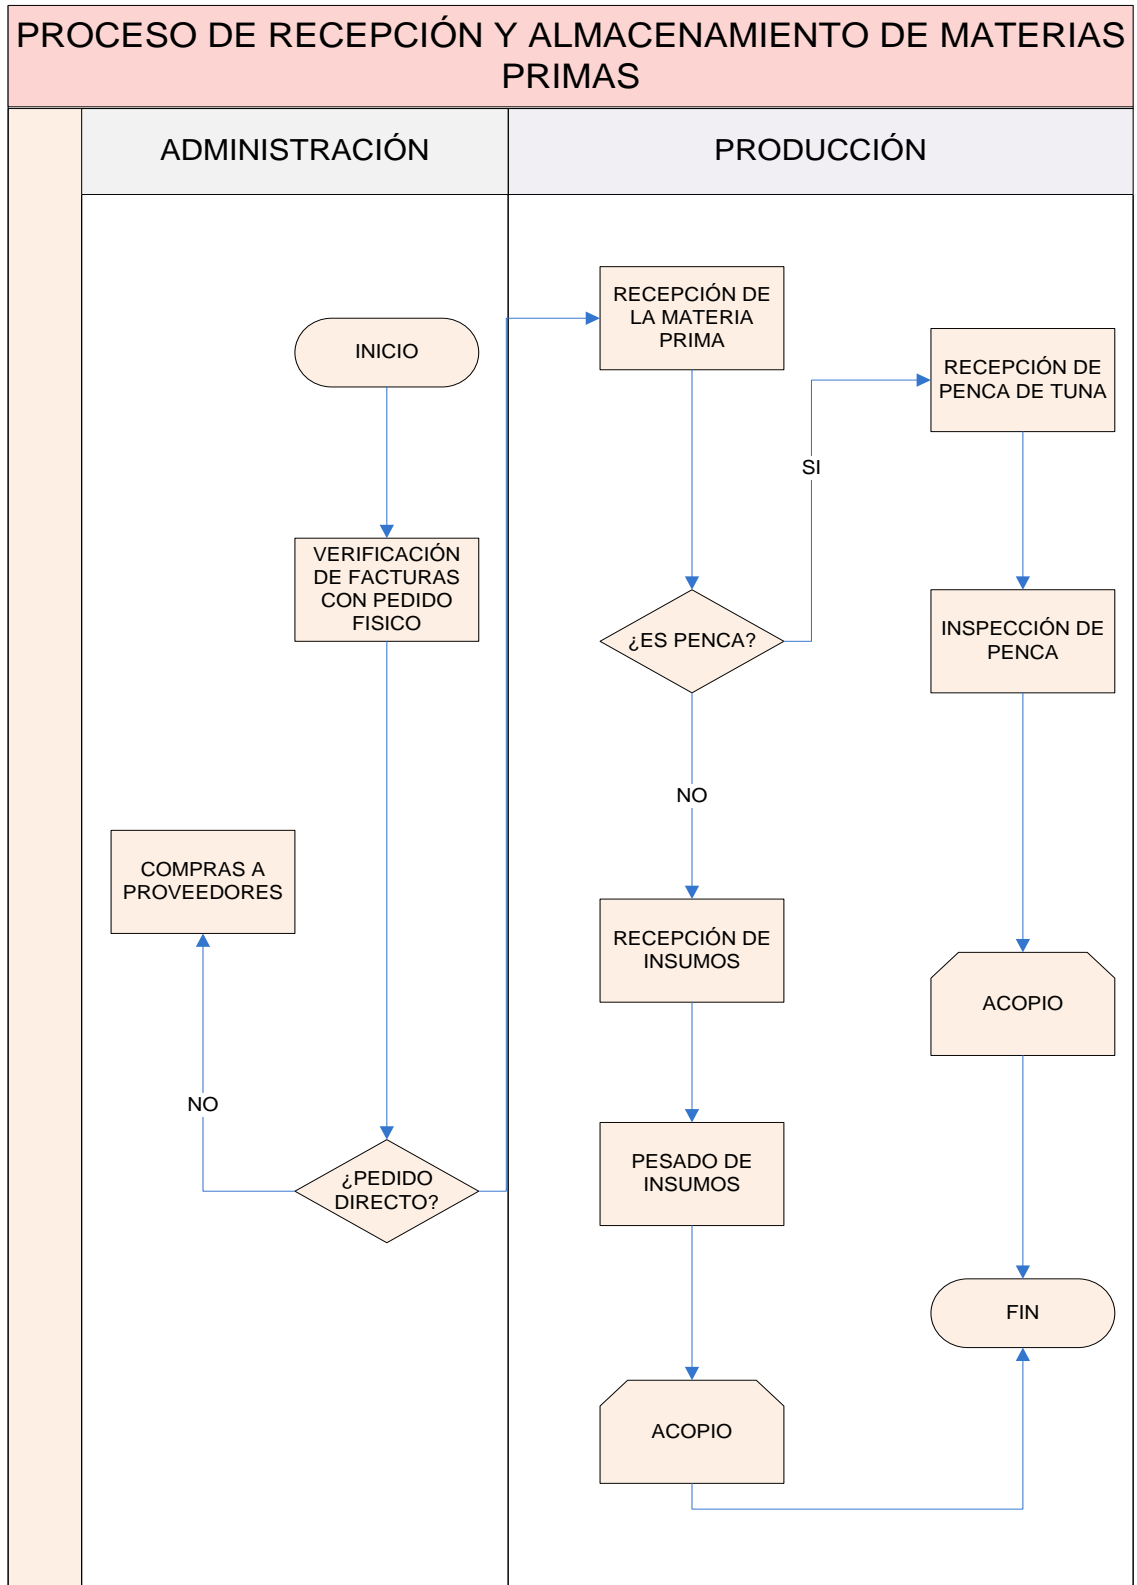 PROCESO DE RECEPCIÓN Y ALMACENAMIENTO DE MATERIAS
PRIMAS
ADMINISTRACIÓN
PRODUCCIÓN
INICIO
VERIFICACIÓN
DE FACTURAS
CON PEDIDO
FISICO
COMPRAS A
PROVEEDORES
NO
¿PEDIDO
DIRECTO?
RECEPCIÓN DE
LA MATERIA
PRIMA
¿ES PENCA?
SI
NO
RECEPCIÓN DE
INSUMOS
PESADO DE
INSUMOS
ACOPIO
RECEPCIÓN DE
PENCA DE TUNA
INSPECCIÓN DE
PENCA
ACOPIO
FIN